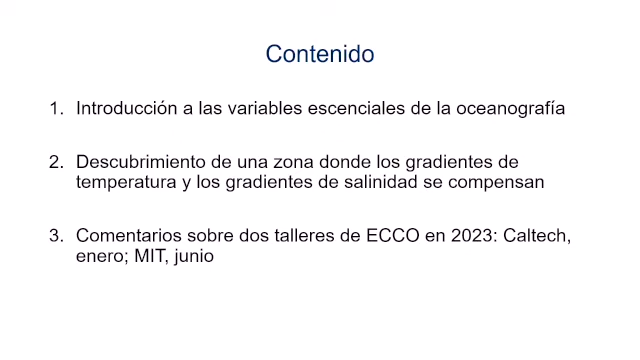 Contenido
1. Introducción a las variables escenciales de la oceanografía
2. Descubrimiento de una zona donde los gradientes de
temperatura y los gradientes de salinidad se compensan
3. Comentarios sobre dos talleres de ECCO en 2023: Caltech,
enero; MIT, junio